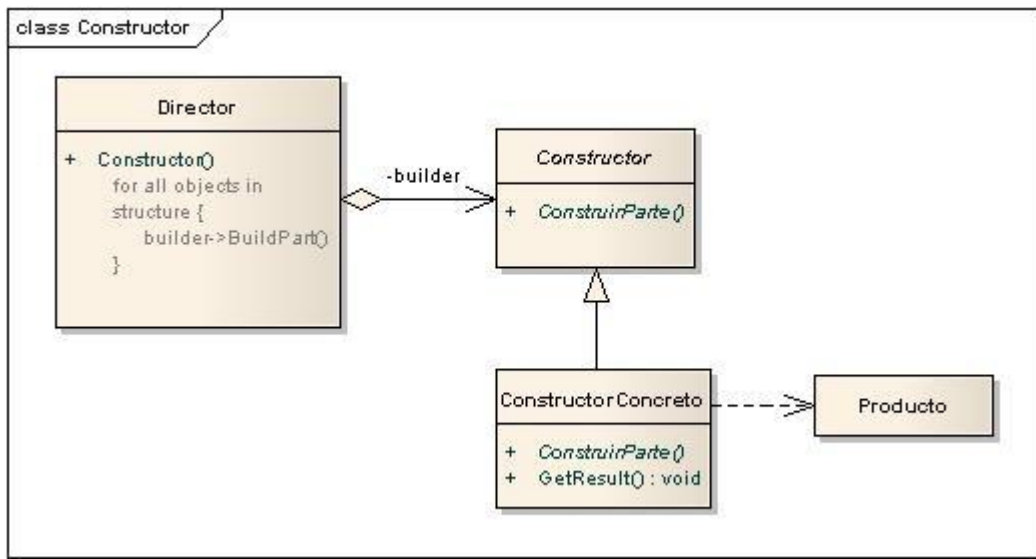 class Constructor
Director
+ Constructor()
for all objects in
structure {
builder->BuildPart()
}
-builder
Constructor
+ ConstruirParte()
ConstructorConcreto
+ ConstruirParte()
+ GetResult() : void
Producto